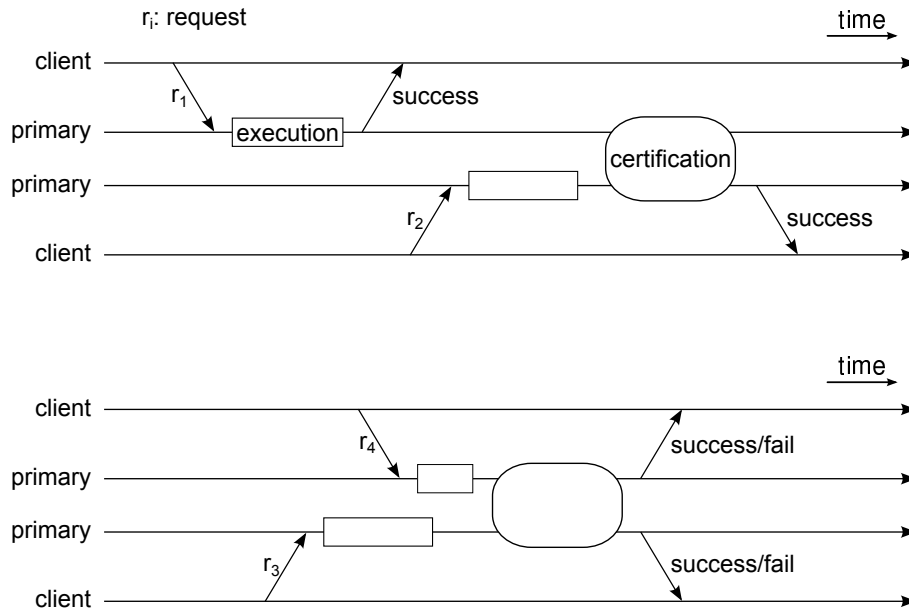 rᵢ: request
time
client
r₁
success
primary
execution
certification
primary
r₂
success
client
time
client
r₄
success/fail
primary
primary
r₃
success/fail
client